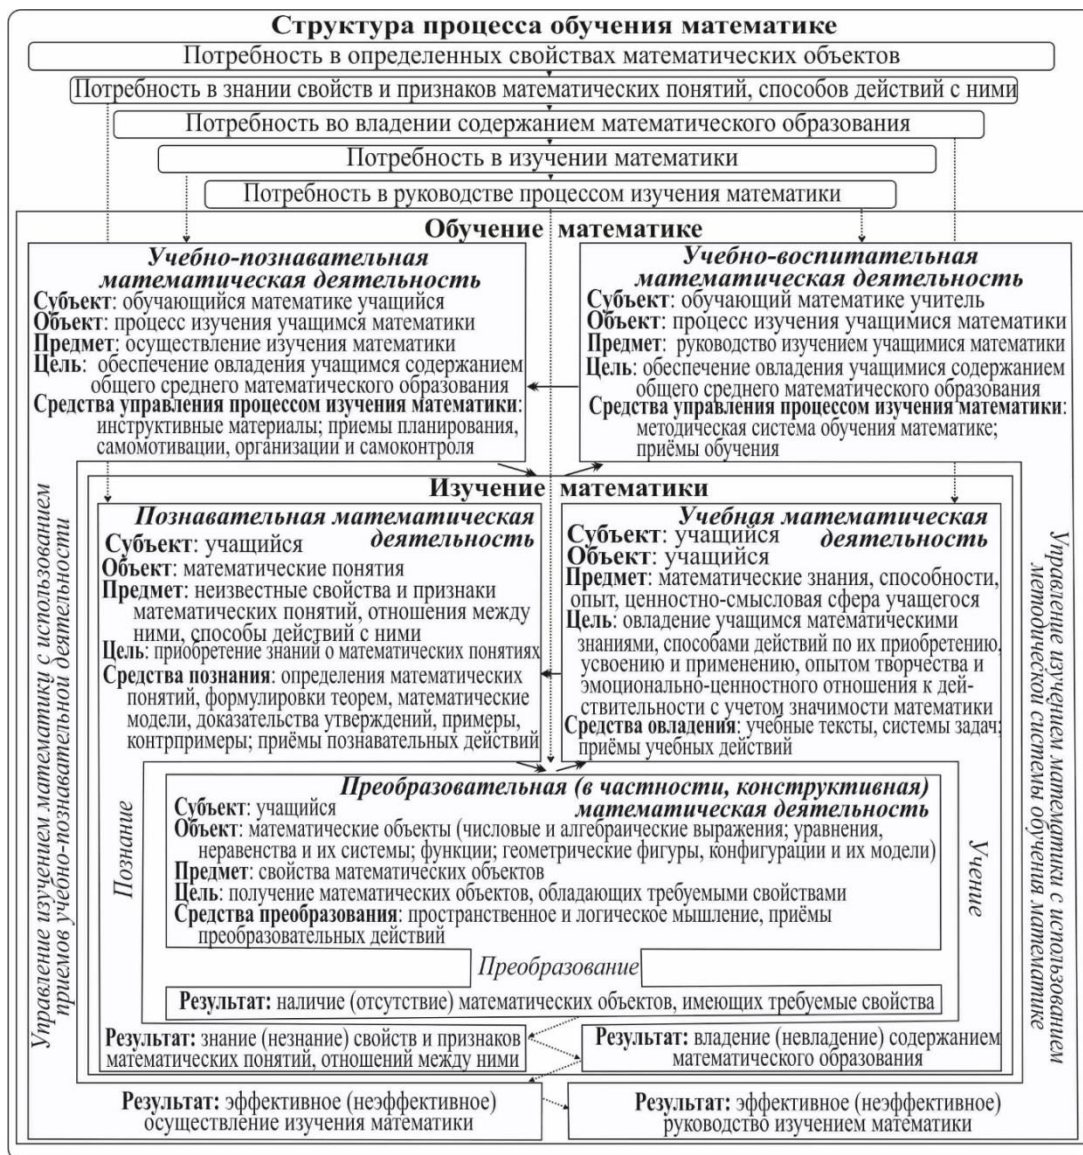 Структура процесса обучения математике
Потребность в определенных свойствах математических объектов
Потребность в знании свойств и признаков математических понятий, способов действий с ними
Потребность во владении содержанием математического образования
Потребность в изучении математики
Потребность в руководстве процессом изучения математики
Обучение математике
Учебно-познавательная
математическая деятельность
Субъект: обучающийся математике учащийся
Объект: процесс изучения учащимся математики
Предмет: осуществление изучения математики
Цель: обеспечение овладения учащимся содержанием
общего среднего математического образования
Средства управления процессом изучения математики:
инструктивные материалы; приемы планирования,
самомотивации, организации и самоконтроля
Учебно-воспитательная
математическая деятельность
Субъект: обучающий математике учитель
Объект: процесс изучения учащимися математики
Предмет: руководство изучением учащимися математики
Цель: обеспечение овладения учащимися содержанием
общего среднего математического образования
Средства управления процессом изучения математики:
методическая система обучения математике;
приёмы обучения
Управление изучением математики с использованием
приемов учебно-познавательной деятельности
Изучение математики
Познавательная математическая
деятельность
Субъект: учащийся
Объект: математические понятия
Предмет: неизвестные свойства и признаки
математических понятий, отношения между
ними, способы действий с ними
Цель: приобретение знаний о математических понятиях
Средства познания: определения математических
понятий, формулировки теорем, математические
модели, доказательства утверждений, примеры,
контрпримеры; приёмы познавательных действий
Учебная математическая
деятельность
Субъект: учащийся
Объект: учащийся
Предмет: математические знания, способности,
опыт, ценностно-смысловая сфера учащегося
Цель: овладение учащимся математическими
знаниями, способами действий по их приобретению,
усвоению и применению, опытом творчества и
эмоционально-ценностного отношения к дей-
ствительности с учетом значимости математики
Средства овладения: учебные тексты, системы задач;
приёмы учебных действий
Управление изучением математики с использованием
методической системы обучения математике
Познание
Преобразовательная (в частности, конструктивная)
математическая деятельность
Субъект: учащийся
Объект: математические объекты (числовые и алгебраические выражения; уравнения,
неравенства и их системы; функции; геометрические фигуры, конфигурации и их модели)
Предмет: свойства математических объектов
Цель: получение математических объектов, обладающих требуемыми свойствами
Средства преобразования: пространственное и логическое мышление, приёмы
преобразовательных действий
Учение
Преобразование
Результат: наличие (отсутствие) математических объектов, имеющих требуемые свойства
Результат: знание (незнание) свойств и признаков
математических понятий, отношений между ними
Результат: владение (невладение) содержанием
математического образования
Результат: эффективное (неэффективное)
осуществление изучения математики
Результат: эффективное (неэффективное)
руководство изучением математики